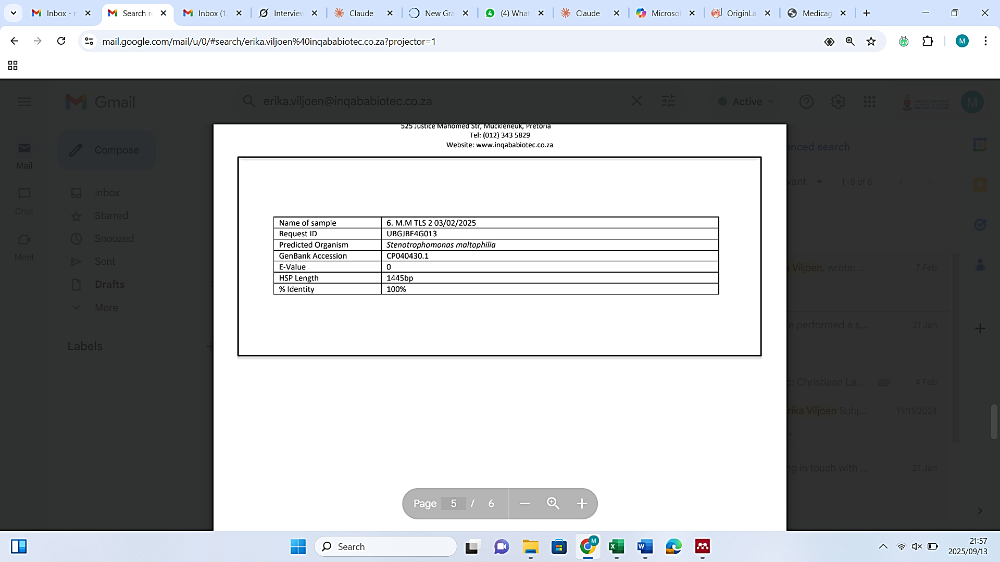 Inbox - n
Search re
Inbox (1,
Interview
Claude
New Gra
(4) What
Claude
Microsof
OriginLa
Medicag
mail.google.com/mail/u/0/#search/erika.viljoen%40inqababiotec.co.za?projector=1
M
Gmail
erika.viljoen@inqababiotec.co.za
Active
M
Mail
Chat
Meet
Compose
Inbox
Starred
Snoozed
Sent
Drafts
More
Labels
525 Justice Mahomed Str, Muckleneuk, Pretoria
Tel: (012) 343 5829
Website: www.inqababiotec.co.za
Name of sample 6. M.M TLS 2 03/02/2025
Request ID UBGJBE4G013
Predicted Organism Stenotrophomonas maltophilia
GenBank Accession CP040430.1
E-Value 0
HSP Length 1445bp
% Identity 100%
anced search
vant 1–8 of 8
a Viljoen, wrote: ... 7 Feb
e performed a s... 31 Jan
c: Christiaan La... 4 Feb
rika Viljoen Subj... 19/11/2024
ng in touch with ... 21 Jan
31
Page 5 / 6
Search
M
21:57
2025/09/13